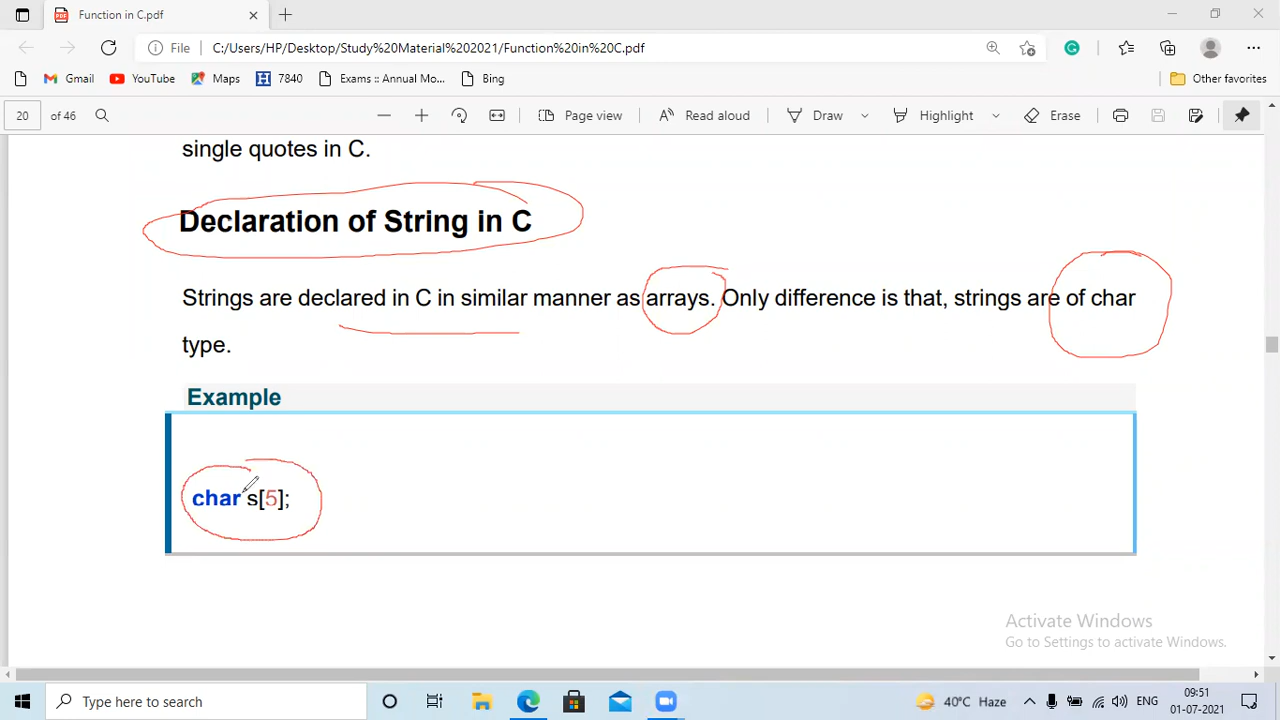 Function in C.pdf
File C:/Users/HP/Desktop/Study%20Material%202021/Function%20in%20C.pdf
Gmail YouTube Maps 7840 Exams :: Annual Mo... Bing Other favorites
20 of 46 Page view Read aloud Draw Highlight Erase
single quotes in C.
Declaration of String in C
Strings are declared in C in similar manner as arrays. Only difference is that, strings are of char
type.
Example
char s[5];
Activate Windows
Go to Settings to activate Windows.
Type here to search 40°C Haze ENG 09:51
01-07-2021